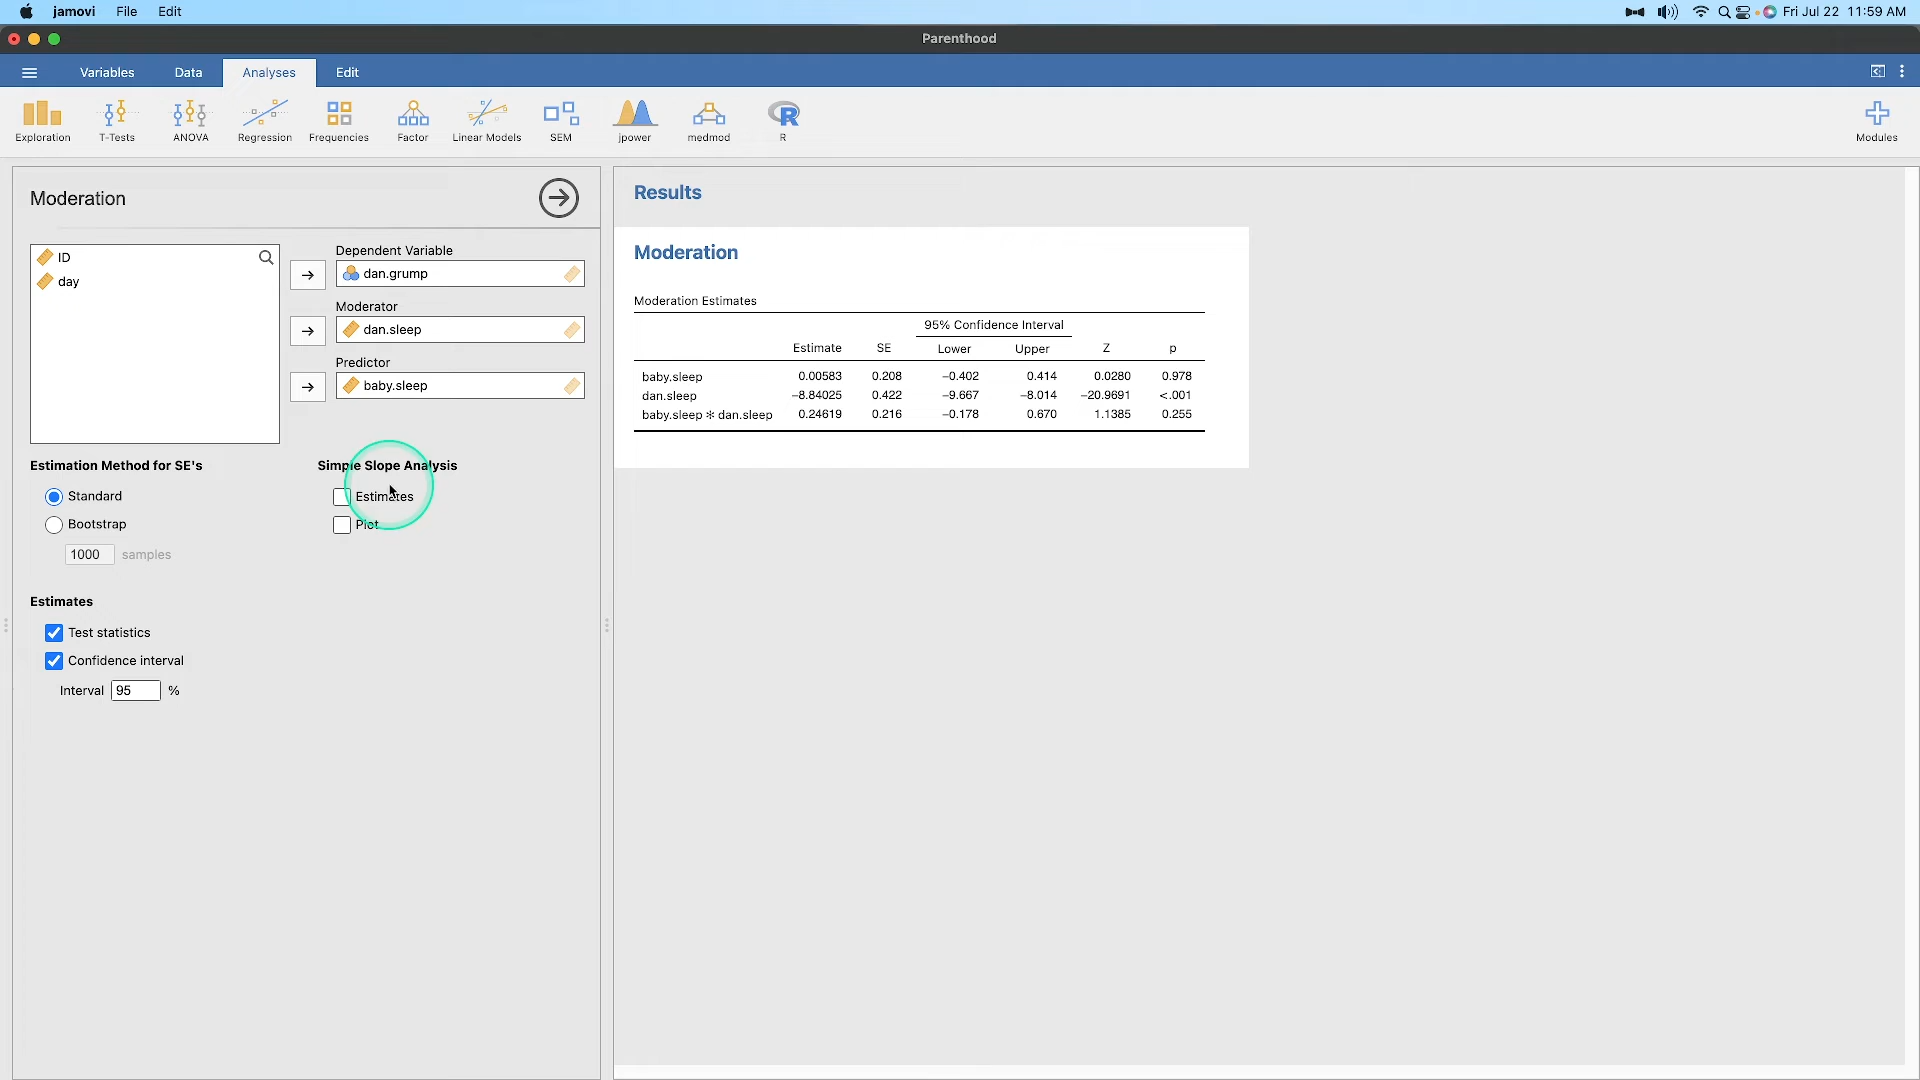 jamovi File Edit Fri Jul 22 11:59 AM
Parenthood
Variables Data Analyses Edit
Exploration T-Tests ANOVA Regression Frequencies Factor Linear Models SEM jpower medmod R Modules
Moderation
ID
day
Dependent Variable
dan.grump
Moderator
dan.sleep
Predictor
baby.sleep
Estimation Method for SE's
Standard
Bootstrap
1000 samples
Simple Slope Analysis
Estimates
Plot
Estimates
Test statistics
Confidence interval
Interval 95 %
Results
Moderation
Moderation Estimates
95% Confidence Interval
Estimate SE Lower Upper Z p
baby.sleep 0.00583 0.208 −0.402 0.414 0.0280 0.978
dan.sleep −8.84025 0.422 −9.667 −8.014 −20.9691 <.001
baby.sleep ✻ dan.sleep 0.24619 0.216 −0.178 0.670 1.1385 0.255